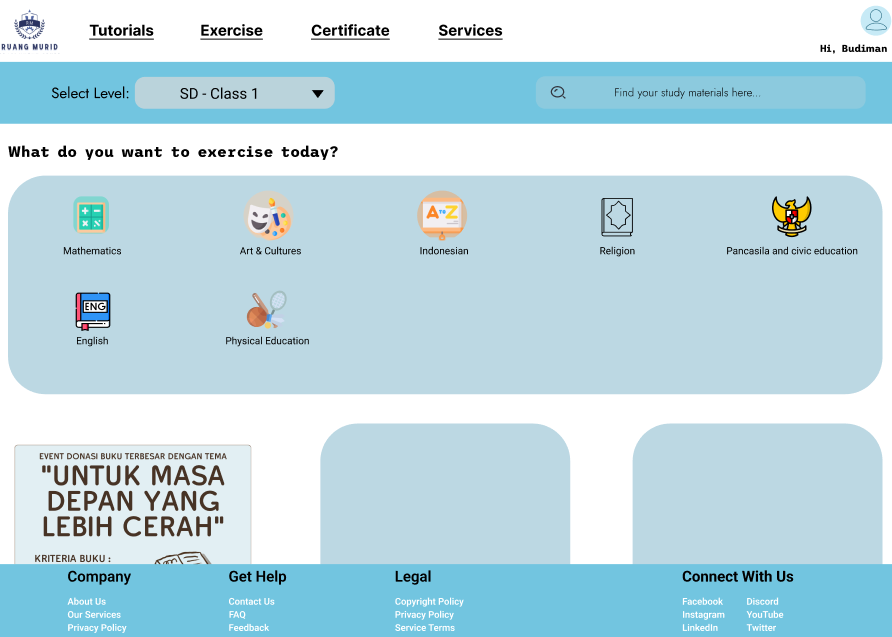 RUANG MURID
Tutorials
Exercise
Certificate
Services
Hi, Budiman
Select Level:
SD - Class 1
Find your study materials here...
What do you want to exercise today?
Mathematics
Art & Cultures
A TO Z
Indonesian
Religion
Pancasila and civic education
ENG
English
Physical Education
EVENT DONASI BUKU TERBESAR DENGAN TEMA
"UNTUK MASA
DEPAN YANG
LEBIH CERAH"
KRITERIA BUKU :
Company
About Us
Our Services
Privacy Policy
Get Help
Contact Us
FAQ
Feedback
Legal
Copyright Policy
Privacy Policy
Service Terms
Connect With Us
Facebook
Discord
Instagram
YouTube
LinkedIn
Twitter